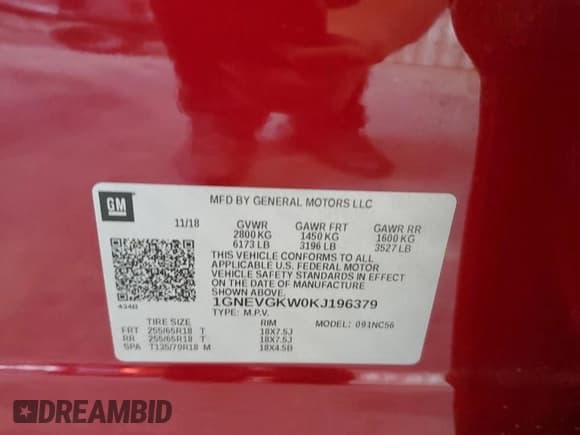 GM
MFD BY GENERAL MOTORS LLC
11/18 GVWR GAWR FRT GAWR RR
2800 KG 1450 KG 1600 KG
6173 LB 3196 LB 3527 LB
THIS VEHICLE CONFORMS TO ALL
APPLICABLE U.S. FEDERAL MOTOR
VEHICLE SAFETY STANDARDS IN EFFECT
ON THE DATE OF MANUFACTURE
SHOWN ABOVE.
1GNEVGKW0KJ196379
TYPE: M.P.V. MODEL: 091NC56
4340
TIRE SIZE RIM
FRT 255/65R18 T 18X7.5J
RR 255/65R18 T 18X7.5J
SPA T135/70R18 M 18X4.5B
DREAMBID